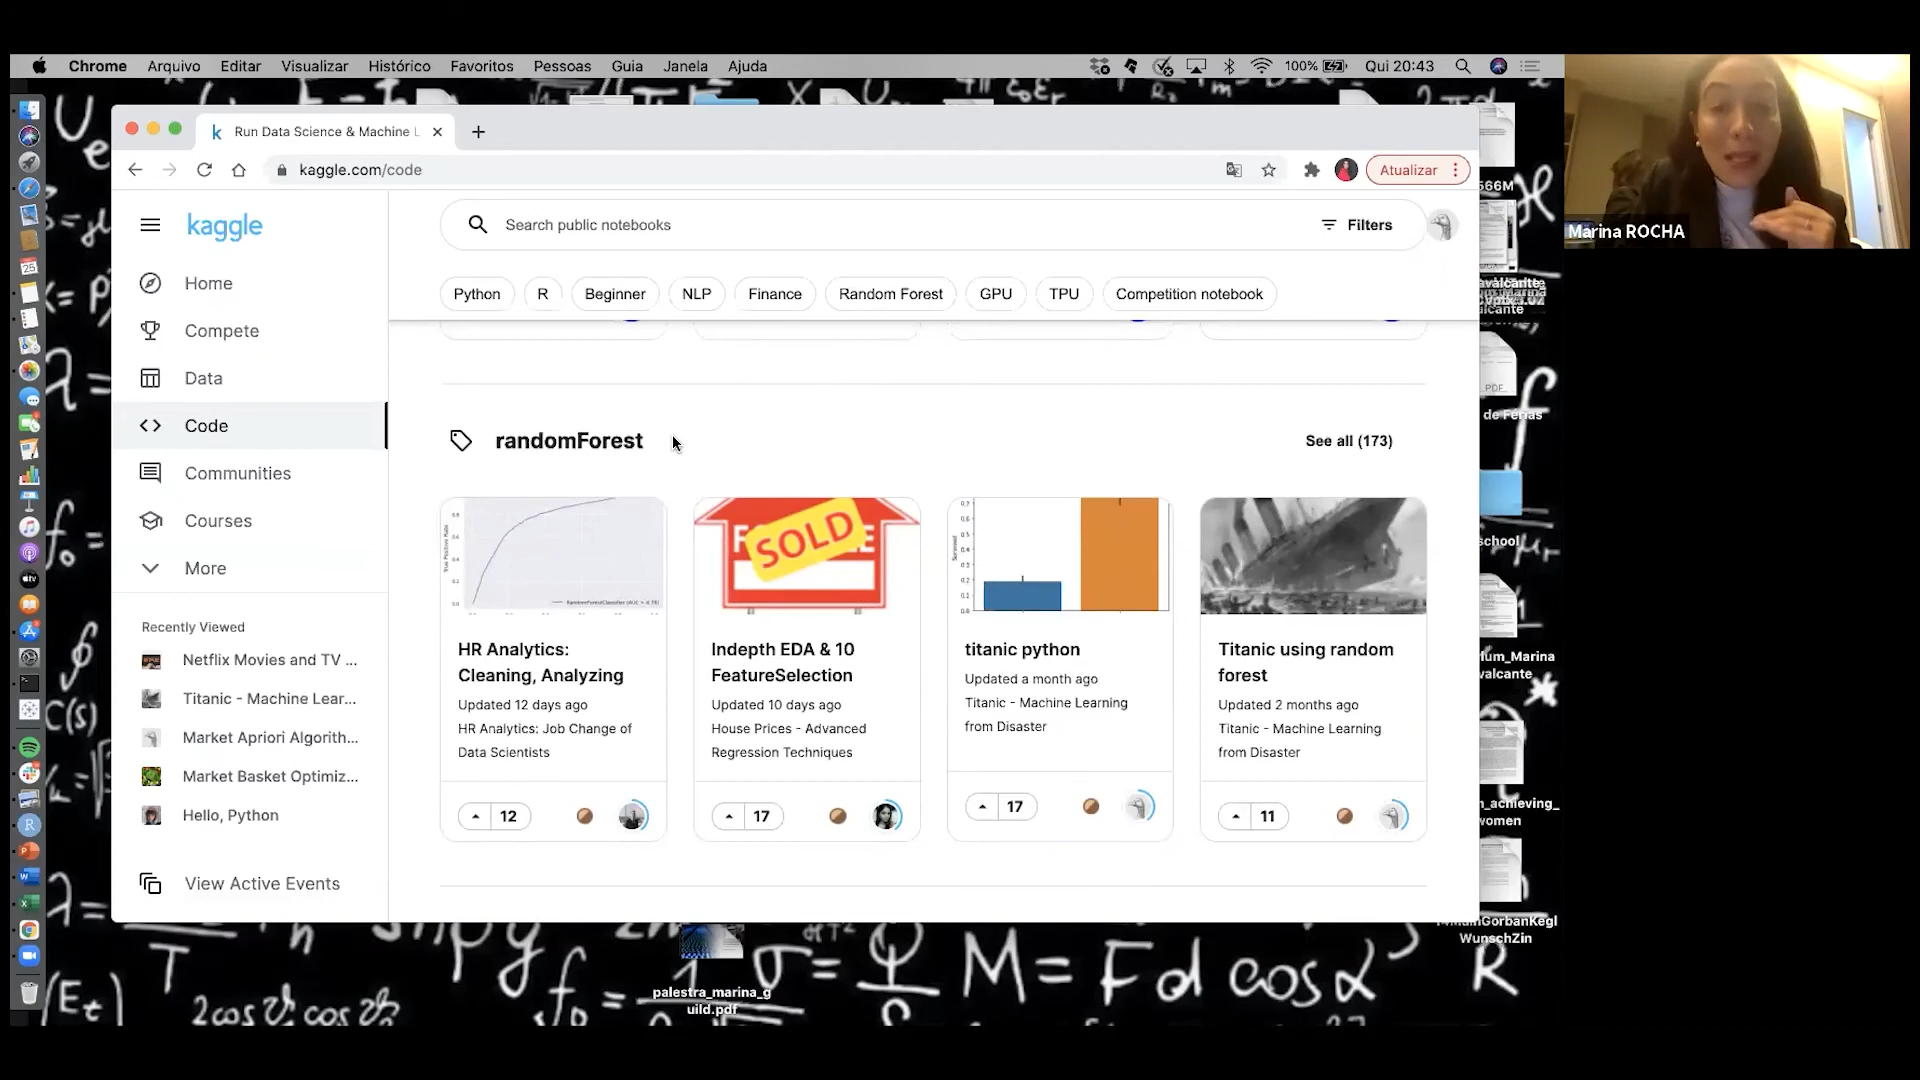 Chrome Arquivo Editar Visualizar Histórico Favoritos Pessoas Guia Janela Ajuda
100% Qui 20:43
Run Data Science & Machine L
kaggle.com/code
Atualizar
kaggle
Search public notebooks
Filters
Home
Compete
Data
Code
Communities
Courses
More
Recently Viewed
Netflix Movies and TV ...
Titanic - Machine Lear...
Market Apriori Algorith...
Market Basket Optimiz...
Hello, Python
View Active Events
Python R Beginner NLP Finance Random Forest GPU TPU Competition notebook
randomForest
See all (173)
HR Analytics:
Cleaning, Analyzing
Updated 12 days ago
HR Analytics: Job Change of
Data Scientists
12
SOLD
Indepth EDA & 10
FeatureSelection
Updated 10 days ago
House Prices - Advanced
Regression Techniques
17
titanic python
Updated a month ago
Titanic - Machine Learning
from Disaster
17
Titanic using random
forest
Updated 2 months ago
Titanic - Machine Learning
from Disaster
11
Marina ROCHA
de Férias
school
palestra_marina_g
uild.pdf
M = Fd cos α
R
WunschZin